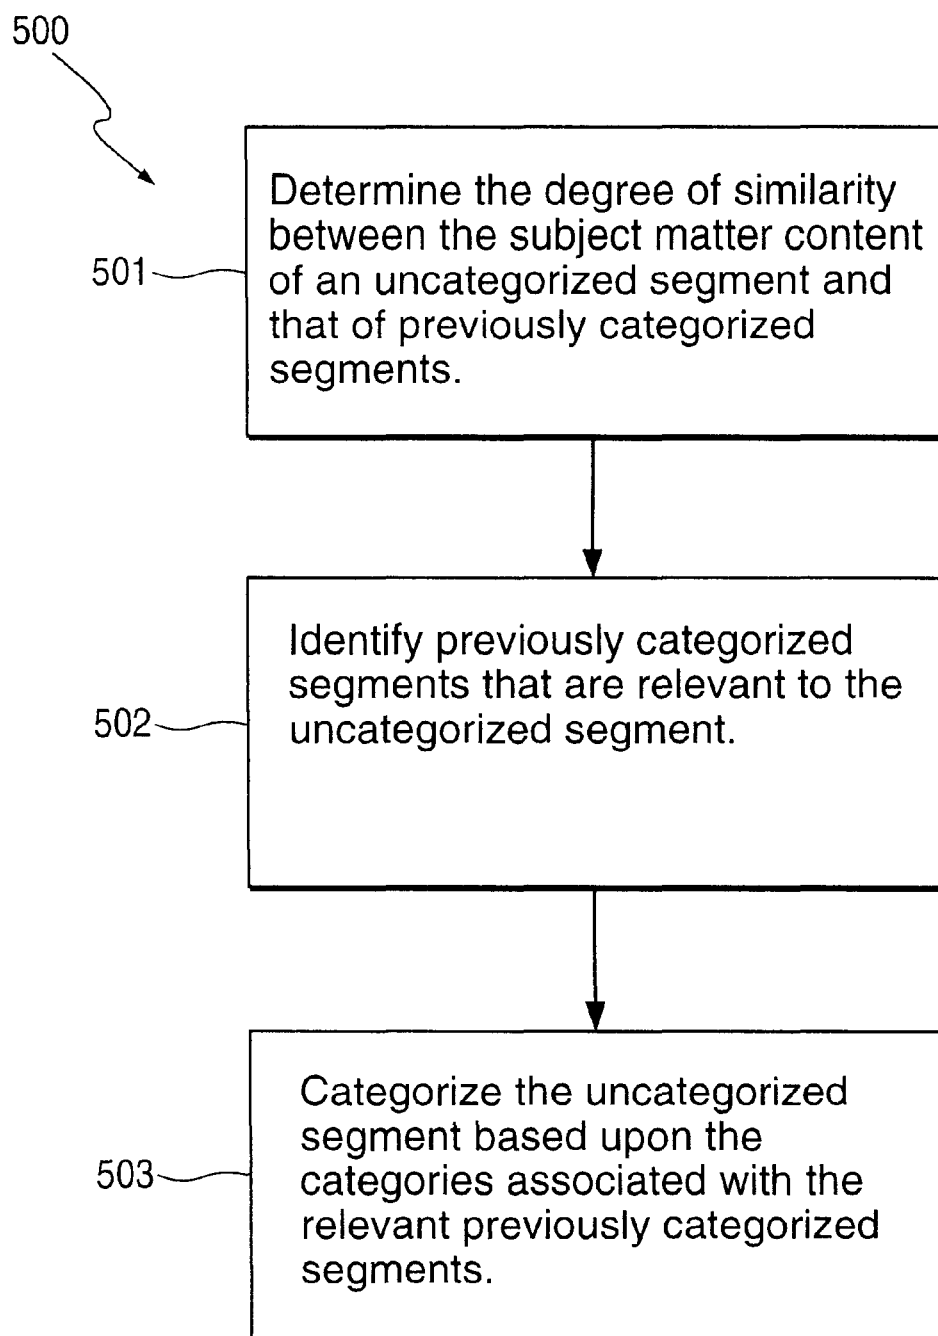 500
501
Determine the degree of similarity
between the subject matter content
of an uncategorized segment and
that of previously categorized
segments.
502
Identify previously categorized
segments that are relevant to the
uncategorized segment.
503
Categorize the uncategorized
segment based upon the
categories associated with the
relevant previously categorized
segments.